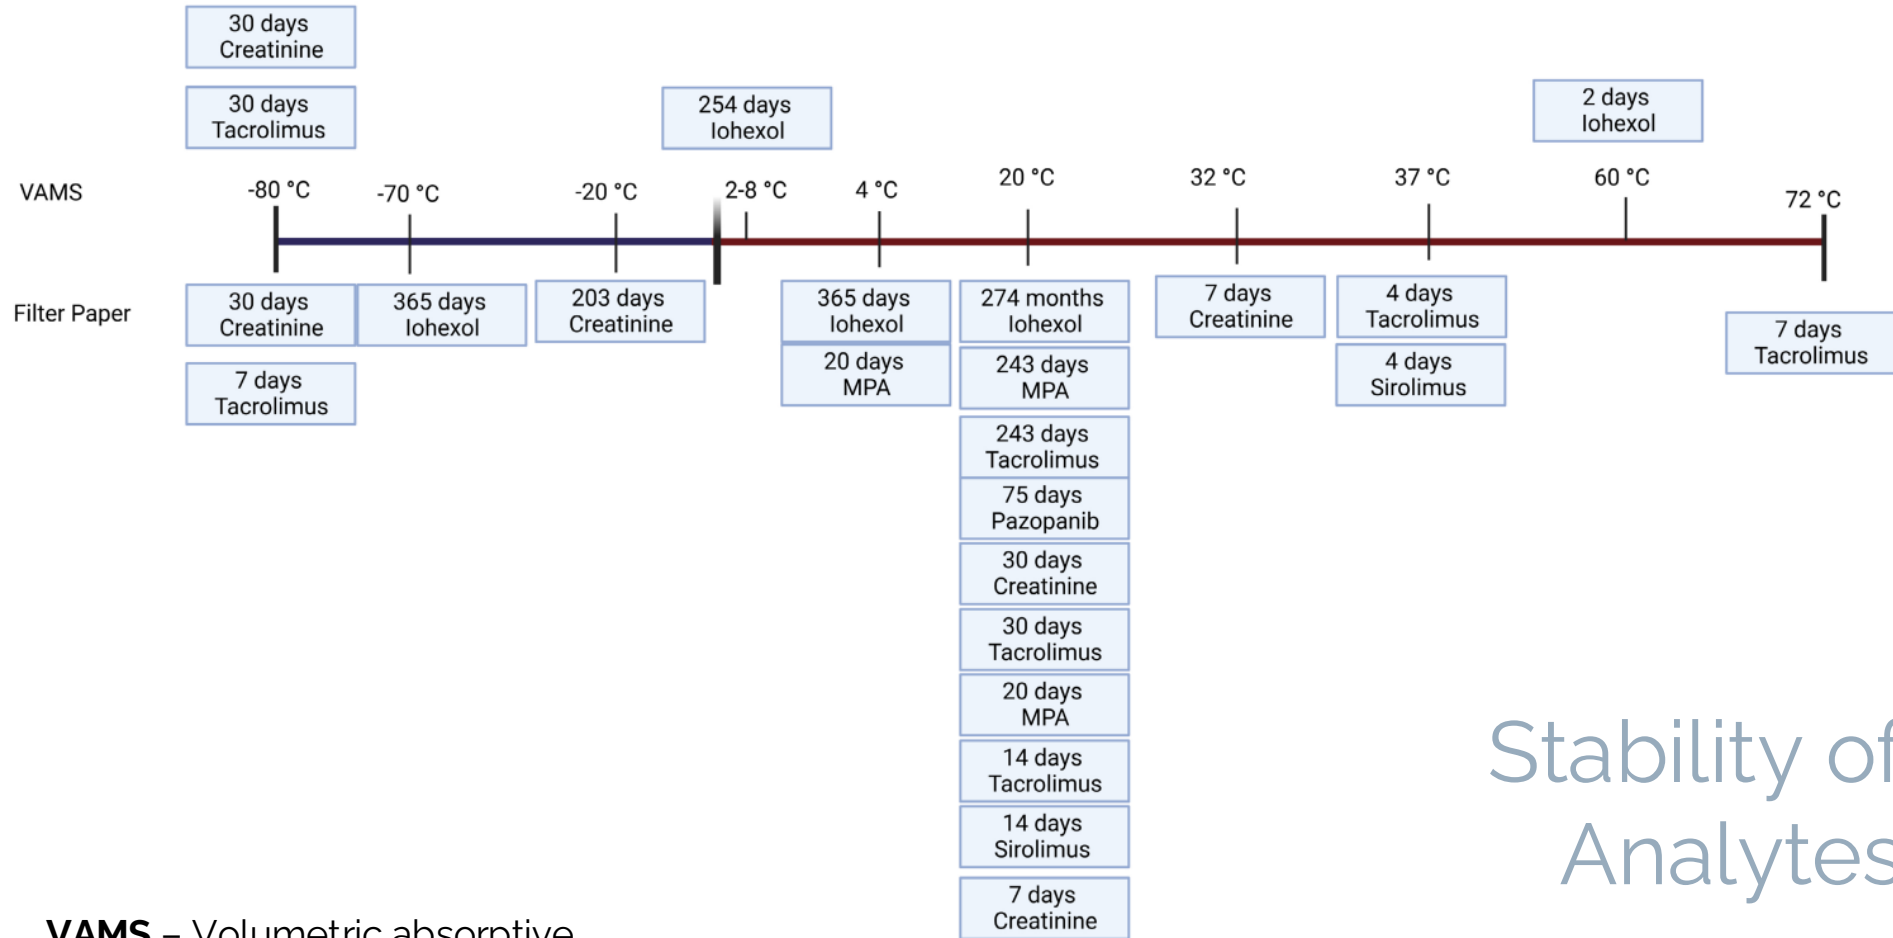 30 days
Creatinine
30 days
Tacrolimus
254 days
Iohexol
2 days
Iohexol
VAMS
-80 °C
-70 °C
-20 °C
2-8 °C
4 °C
20 °C
32 °C
37 °C
60 °C
72 °C
Filter Paper
30 days
Creatinine
7 days
Tacrolimus
365 days
Iohexol
203 days
Creatinine
365 days
Iohexol
20 days
MPA
274 months
Iohexol
243 days
MPA
243 days
Tacrolimus
75 days
Pazopanib
30 days
Creatinine
30 days
Tacrolimus
20 days
MPA
14 days
Tacrolimus
14 days
Sirolimus
7 days
Creatinine
7 days
Creatinine
4 days
Tacrolimus
4 days
Sirolimus
7 days
Tacrolimus
Stability of
Analytes
VAMS – Volumetric absorptive